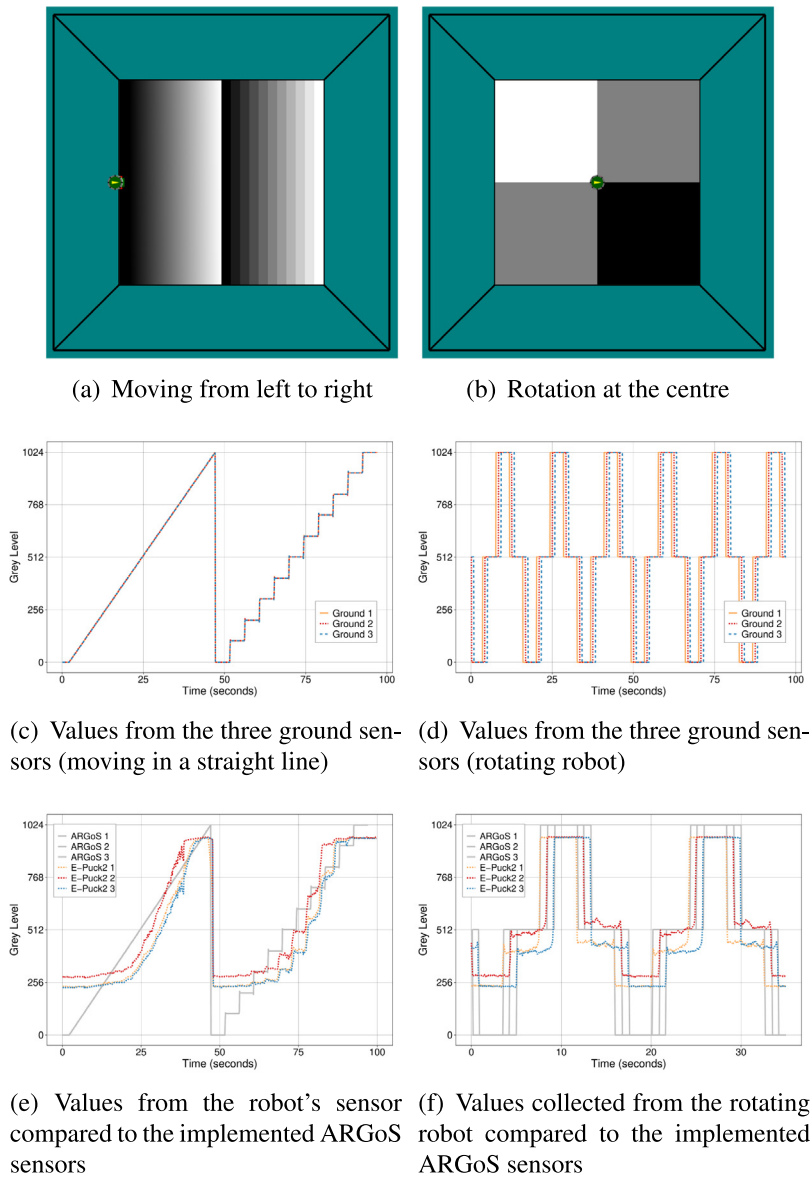 (a) Moving from left to right
(b) Rotation at the centre
1024
768
512
256
0
Grey Level
Ground 1
Ground 2
Ground 3
0
25
50
75
100
Time (seconds)
1024
768
512
256
0
Grey Level
Ground 1
Ground 2
Ground 3
0
25
50
75
100
Time (seconds)
(c) Values from the three ground sen-
sors (moving in a straight line)
(d) Values from the three ground sen-
sors (rotating robot)
1024
768
512
256
0
Grey Level
ARGoS 1
ARGoS 2
ARGoS 3
E-Puck2 1
E-Puck2 2
E-Puck2 3
0
25
50
75
100
Time (seconds)
1024
768
512
256
0
Grey Level
ARGoS 1
ARGoS 2
ARGoS 3
E-Puck2 1
E-Puck2 2
E-Puck2 3
0
10
20
30
Time (seconds)
(e) Values from the robot's sensor
compared to the implemented ARGoS
sensors
(f) Values collected from the rotating
robot compared to the implemented
ARGoS sensors